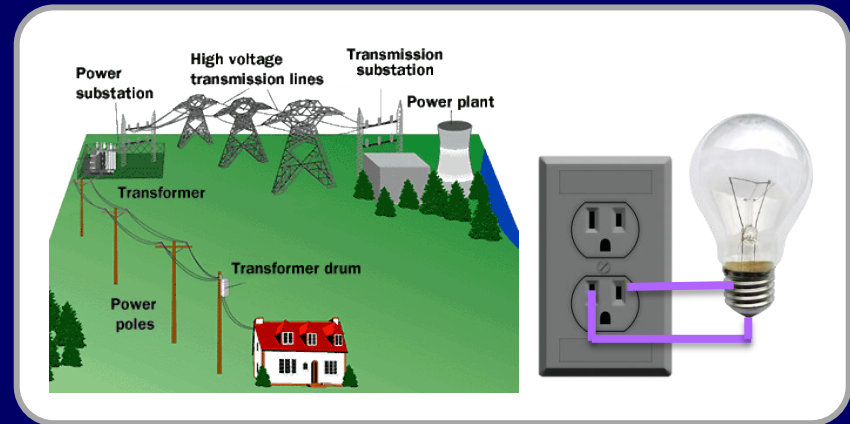 Power
substation
High voltage
transmission lines
Transmission
substation
Power plant
Transformer
Transformer drum
Power
poles